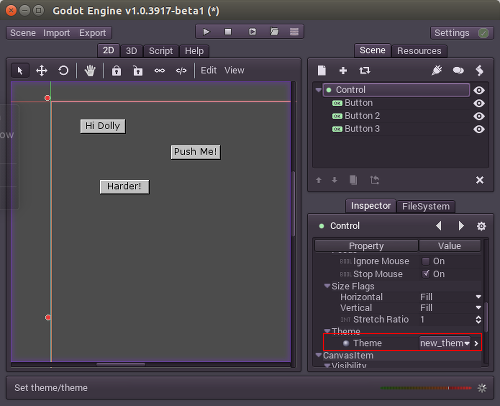 Godot Engine v1.0.3917-beta1 (*)
Scene Import Export
Settings
2D 3D Script Help
Edit View
Hi Dolly
Push Me!
Harder!
Scene Resources
Control
Button
Button 2
Button 3
Inspector FileSystem
Control
Property Value
Ignore Mouse On
Stop Mouse On
Size Flags
Horizontal Fill
Vertical Fill
Stretch Ratio 1
Theme
Theme new_them
CanvasItem
Visibility
Set theme/theme